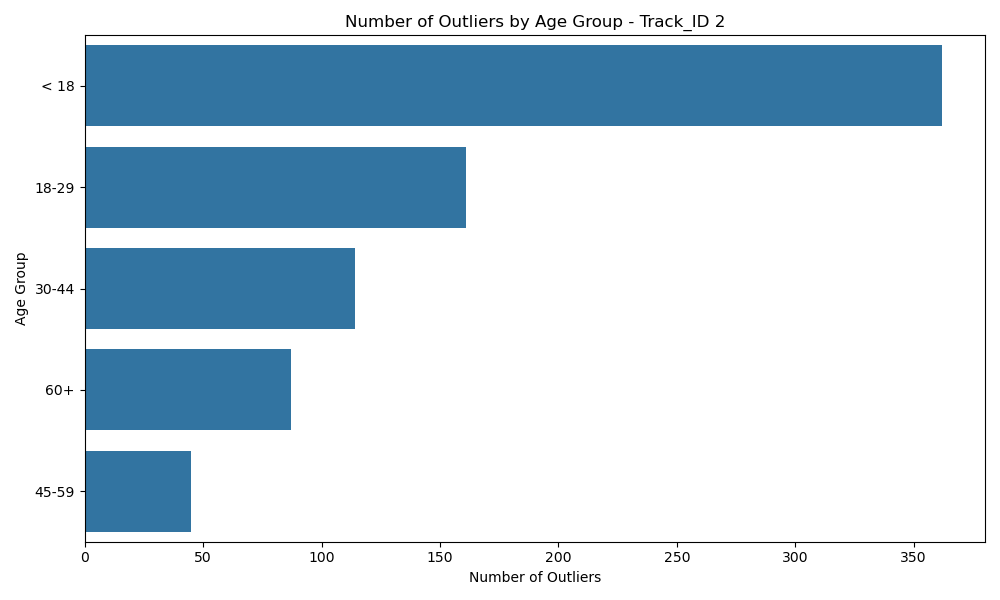 Number of Outliers by Age Group - Track_ID 2
Age Group
< 18
18-29
30-44
60+
45-59
0 50 100 150 200 250 300 350
Number of Outliers